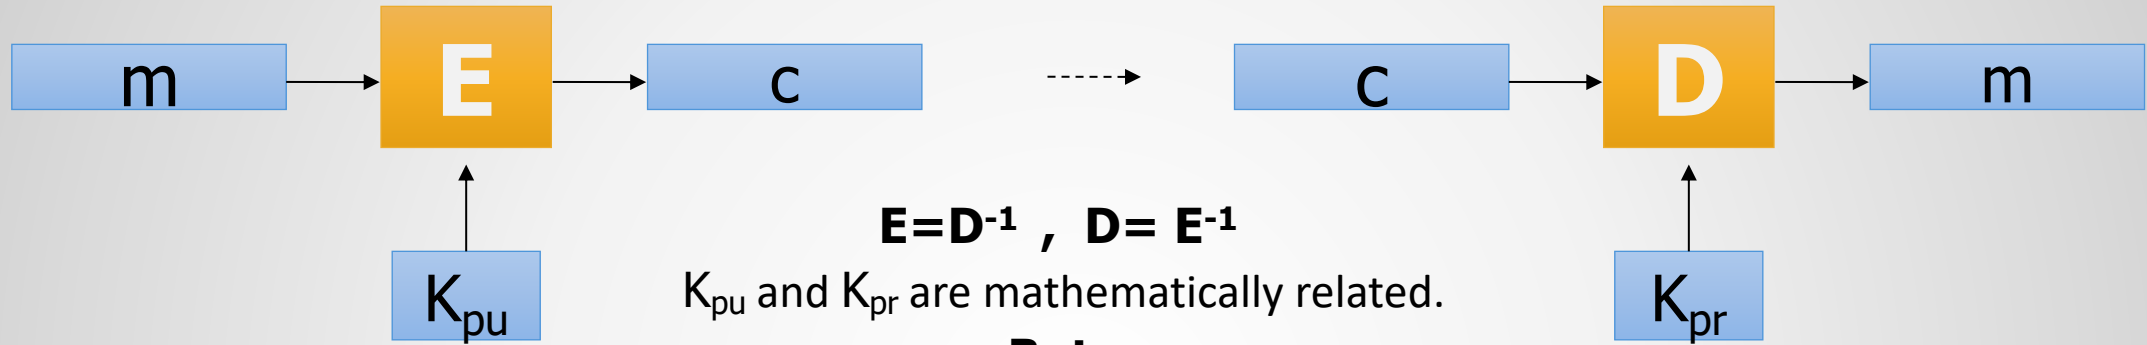 m E c c D m
E=D⁻¹ , D= E⁻¹
Kₚᵤ and Kₚᵣ are mathematically related.
Kₚᵤ Kₚᵣ